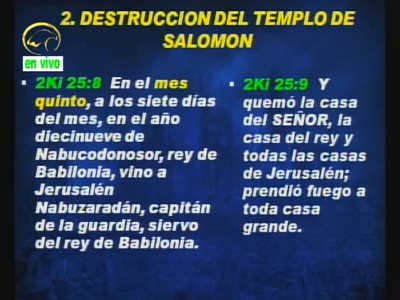 2. DESTRUCCION DEL TEMPLO DE
SALOMON
en vivo
2Ki 25:8 En el mes
quinto, a los siete días
del mes, en el año
diecinueve de
Nabucodonosor, rey de
Babilonia, vino a
Jerusalén
Nabuzaradán, capitán
de la guardia, siervo
del rey de Babilonia.
2Ki 25:9 Y
quemó la casa
del SEÑOR, la
casa del rey y
todas las casas
de Jerusalén;
prendió fuego a
toda casa
grande.